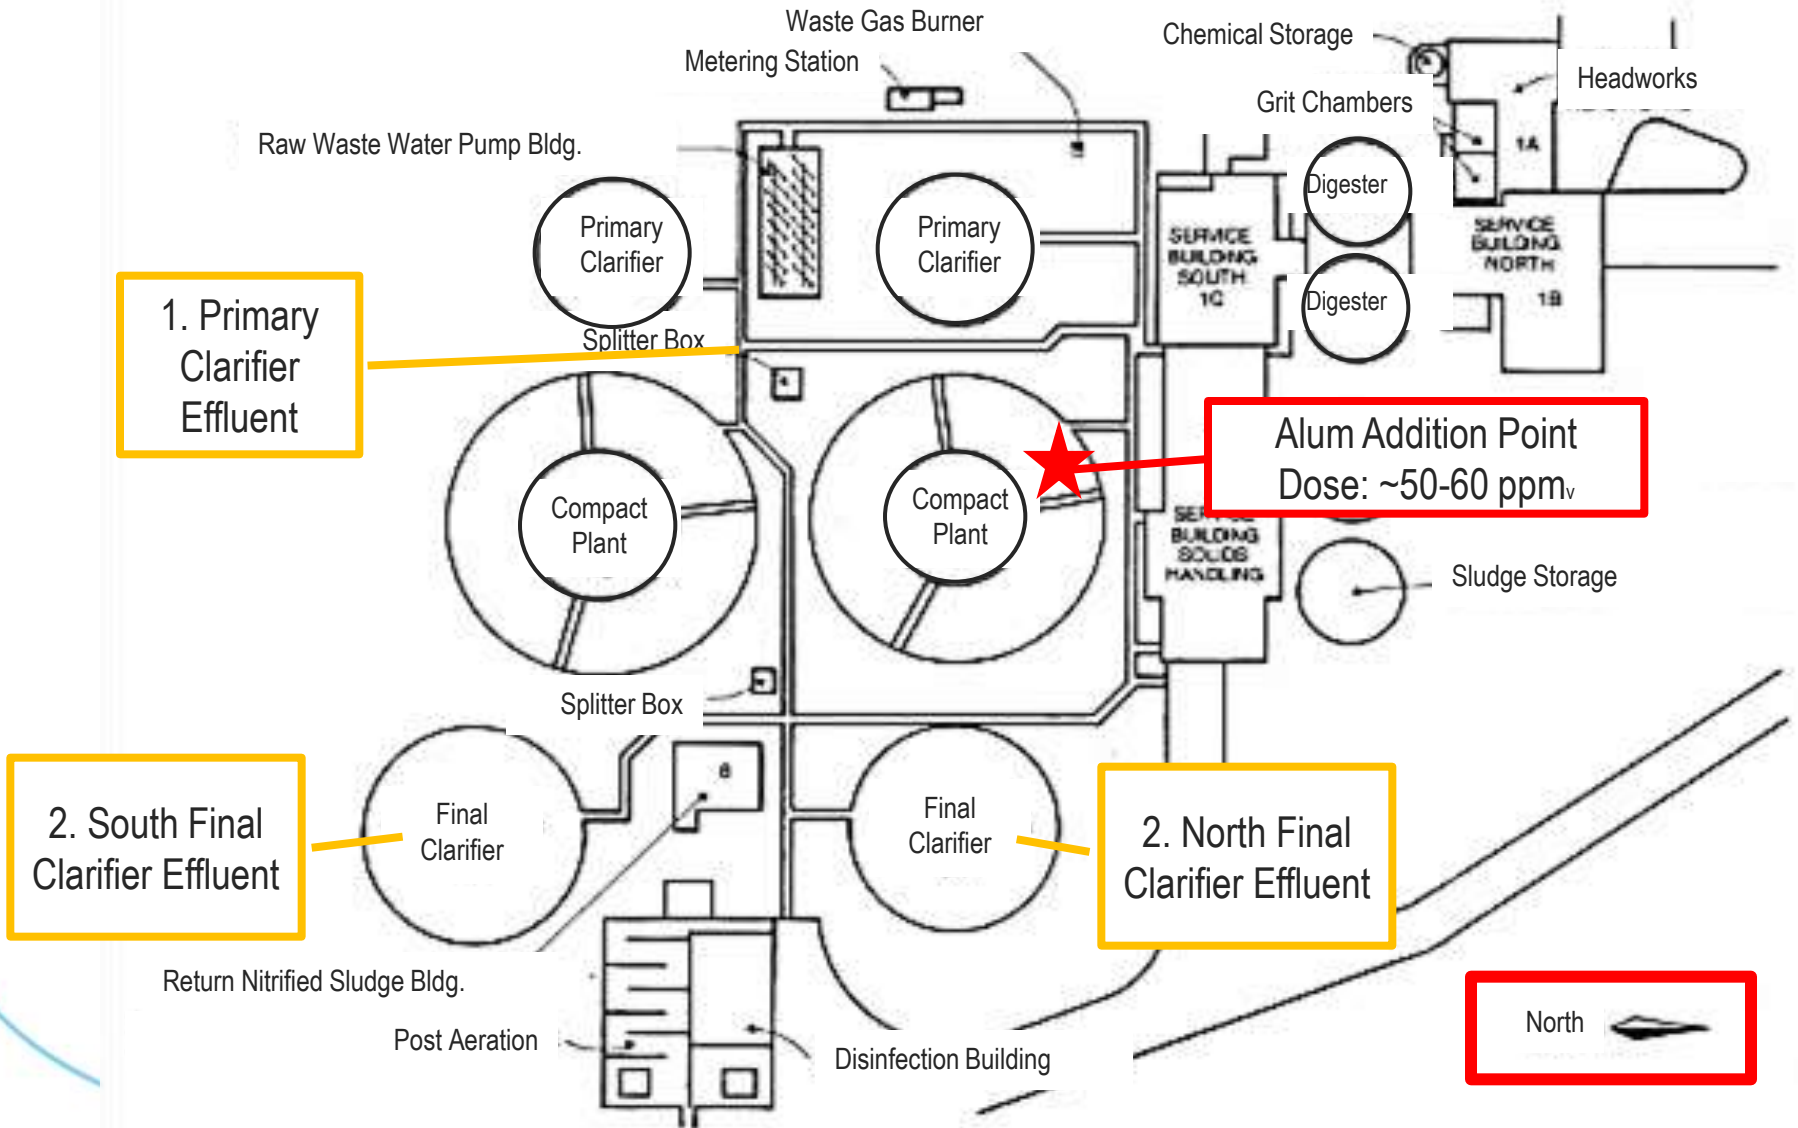 Waste Gas Burner
Metering Station
Chemical Storage
Headworks
Grit Chambers
Raw Waste Water Pump Bldg.
1A
Digester
Primary
Clarifier
Primary
Clarifier
SERVICE
BUILDING
SOUTH
1C
SERVICE
BUILDING
NORTH
1B
Digester
1. Primary
Clarifier
Effluent
Splitter Box
Alum Addition Point
Dose: ~50-60 ppmv
Compact
Plant
Compact
Plant
SERVICE
BUILDING
SOLIDS
HANDLING
Sludge Storage
Splitter Box
8
2. South Final
Clarifier Effluent
Final
Clarifier
Final
Clarifier
2. North Final
Clarifier Effluent
Return Nitrified Sludge Bldg.
Post Aeration
Disinfection Building
North